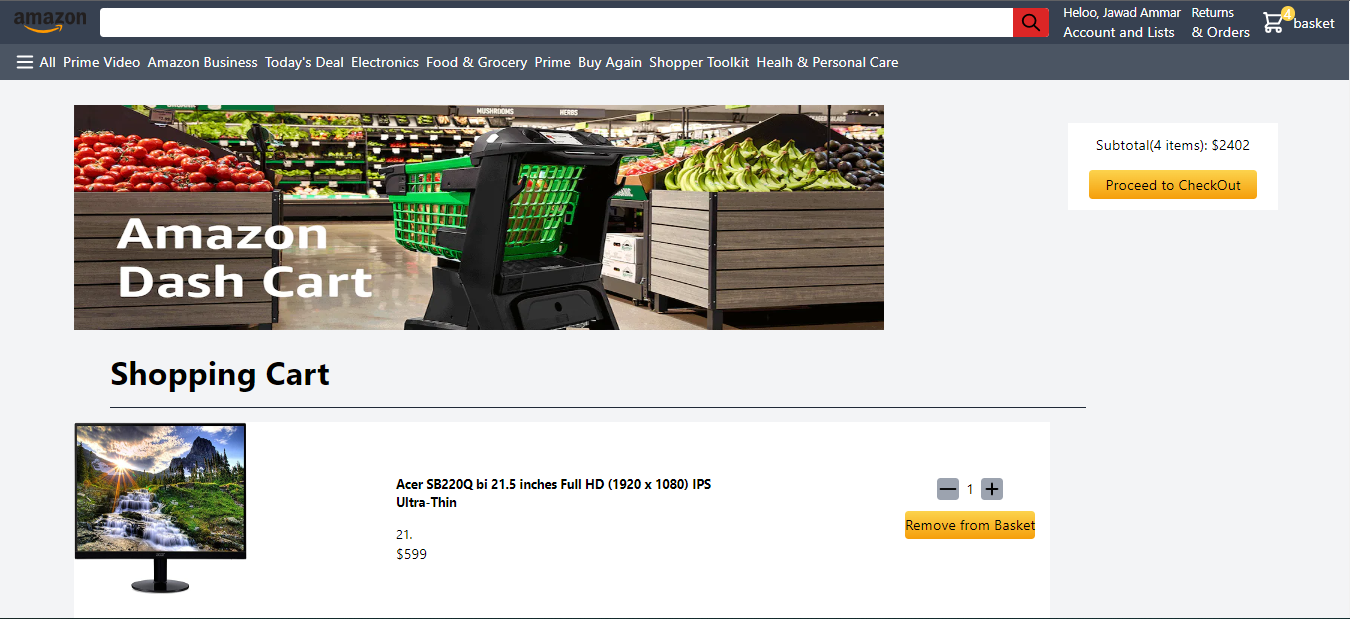 amazon
Heloo, Jawad Ammar
Account and Lists
Returns
& Orders
4
basket
All Prime Video Amazon Business Today's Deal Electronics Food & Grocery Prime Buy Again Shopper Toolkit Healh & Personal Care
MUSHROOMS
HERBS
Amazon
Dash Cart
Subtotal(4 items): $2402
Proceed to CheckOut
Shopping Cart
Acer SB220Q bi 21.5 inches Full HD (1920 x 1080) IPS
Ultra-Thin
21.
$599
1
Remove from Basket